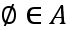 ∅ ∈ A